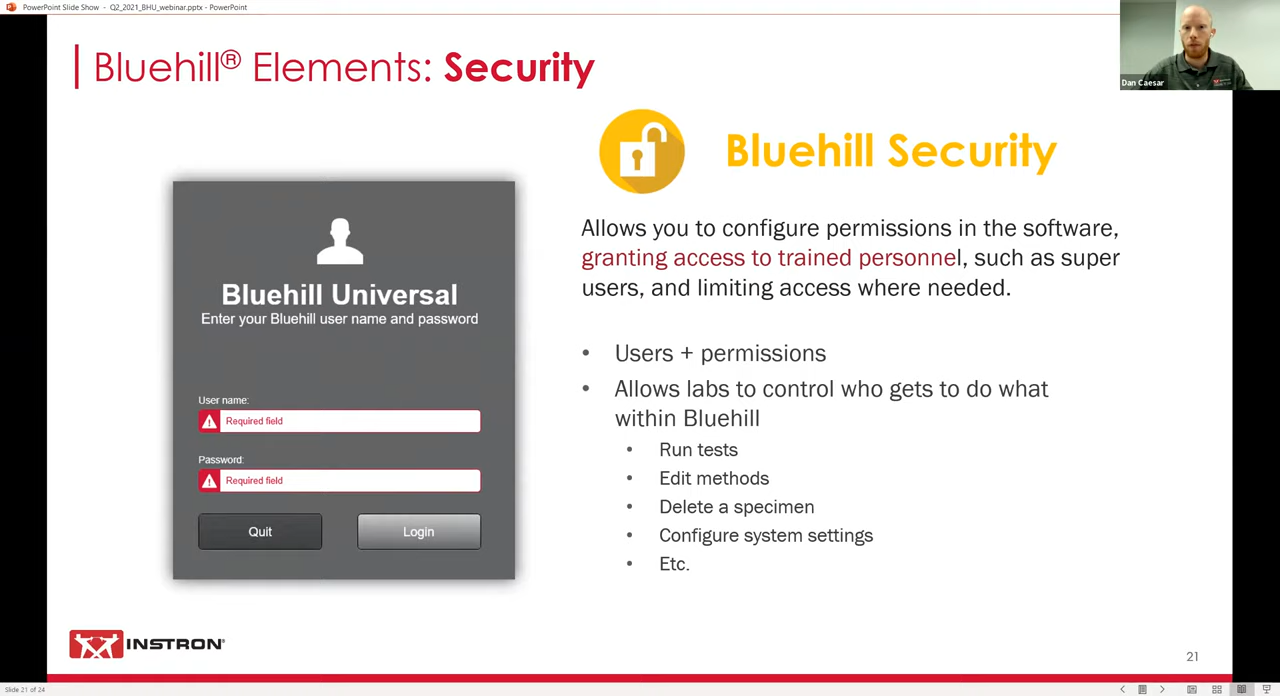 PowerPoint Slide Show - Q2_2021_BHU_webinar.pptx - PowerPoint
Bluehill® Elements: Security
Dan Caesar
Bluehill Security
Allows you to configure permissions in the software,
granting access to trained personnel, such as super
users, and limiting access where needed.
• Users + permissions
• Allows labs to control who gets to do what
within Bluehill
• Run tests
• Edit methods
• Delete a specimen
• Configure system settings
• Etc.
Bluehill Universal
Enter your Bluehill user name and password
User name:
Required field
Password:
Required field
Quit
Login
INSTRON®
21
Slide 21 of 24